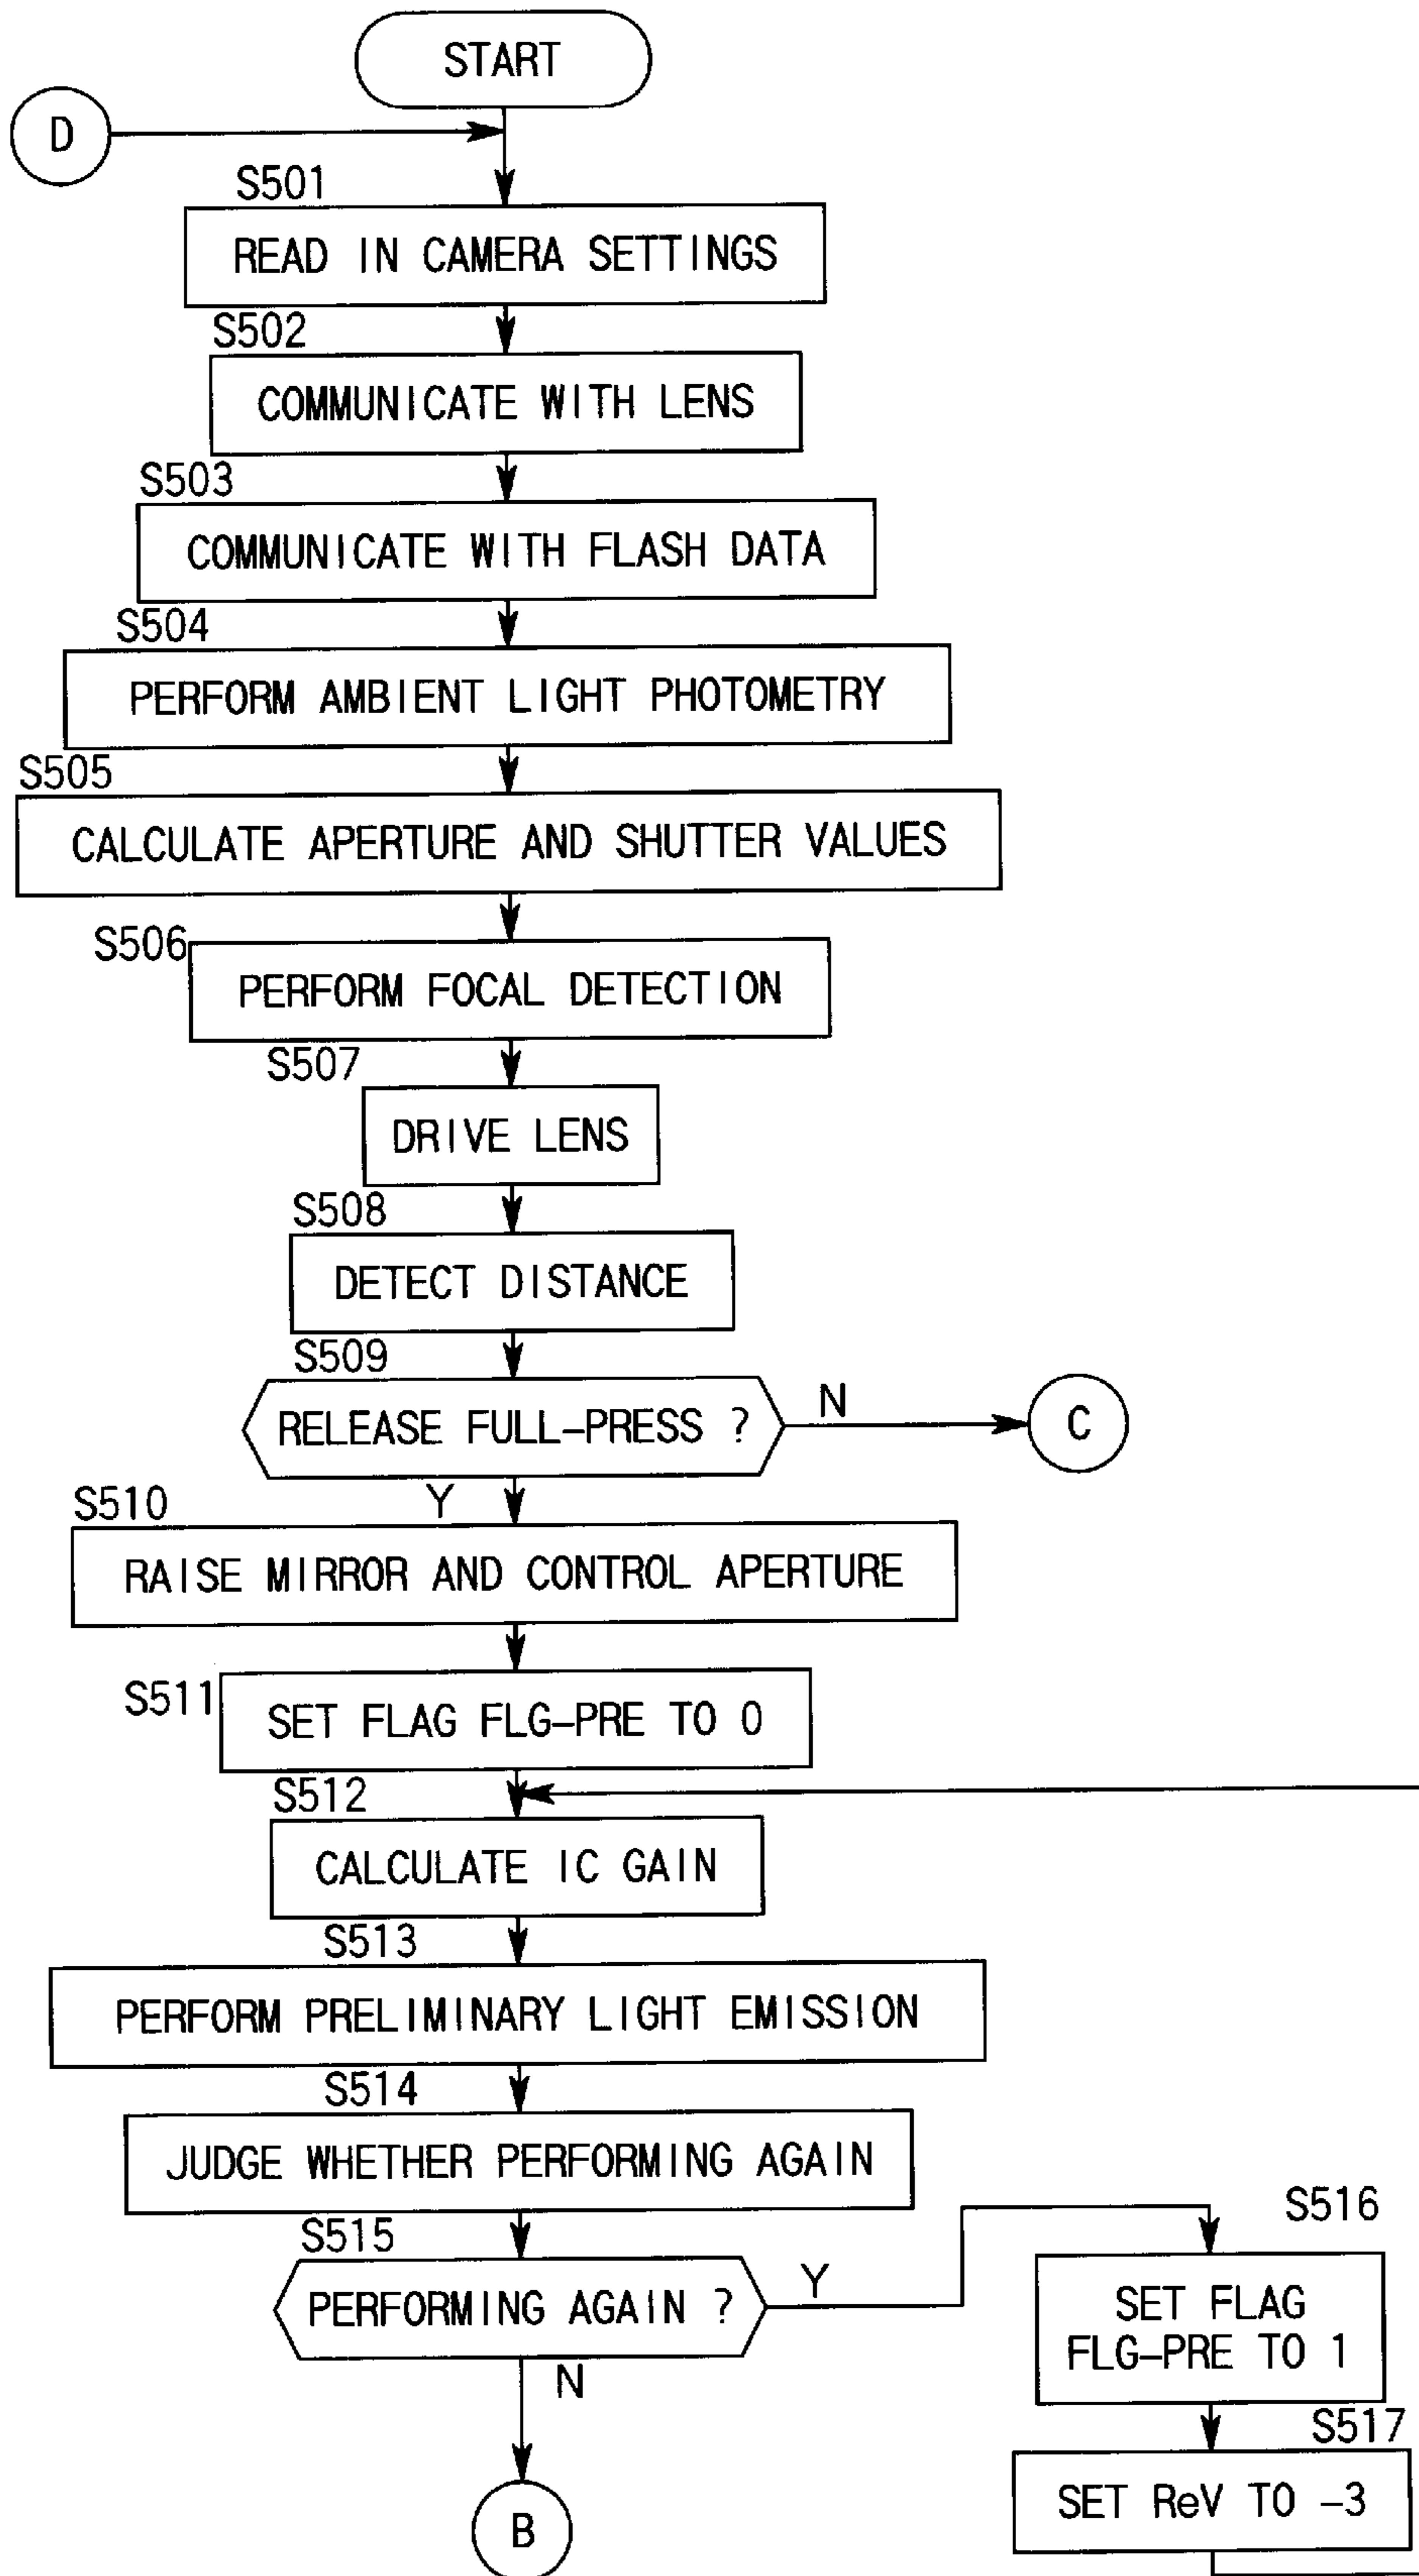 START
D
S501
READ IN CAMERA SETTINGS
S502
COMMUNICATE WITH LENS
S503
COMMUNICATE WITH FLASH DATA
S504
PERFORM AMBIENT LIGHT PHOTOMETRY
S505
CALCULATE APERTURE AND SHUTTER VALUES
S506
PERFORM FOCAL DETECTION
S507
DRIVE LENS
S508
DETECT DISTANCE
S509
RELEASE FULL-PRESS ?
N
C
Y
S510
RAISE MIRROR AND CONTROL APERTURE
S511
SET FLAG FLG-PRE TO 0
S512
CALCULATE IC GAIN
S513
PERFORM PRELIMINARY LIGHT EMISSION
S514
JUDGE WHETHER PERFORMING AGAIN
S515
PERFORMING AGAIN ?
Y
N
B
S516
SET FLAG
FLG-PRE TO 1
S517
SET ReV TO -3